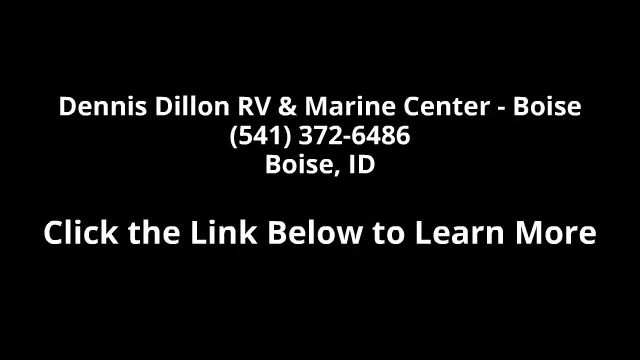 Dennis Dillon RV & Marine Center - Boise
(541) 372-6486
Boise, ID
Click the Link Below to Learn More